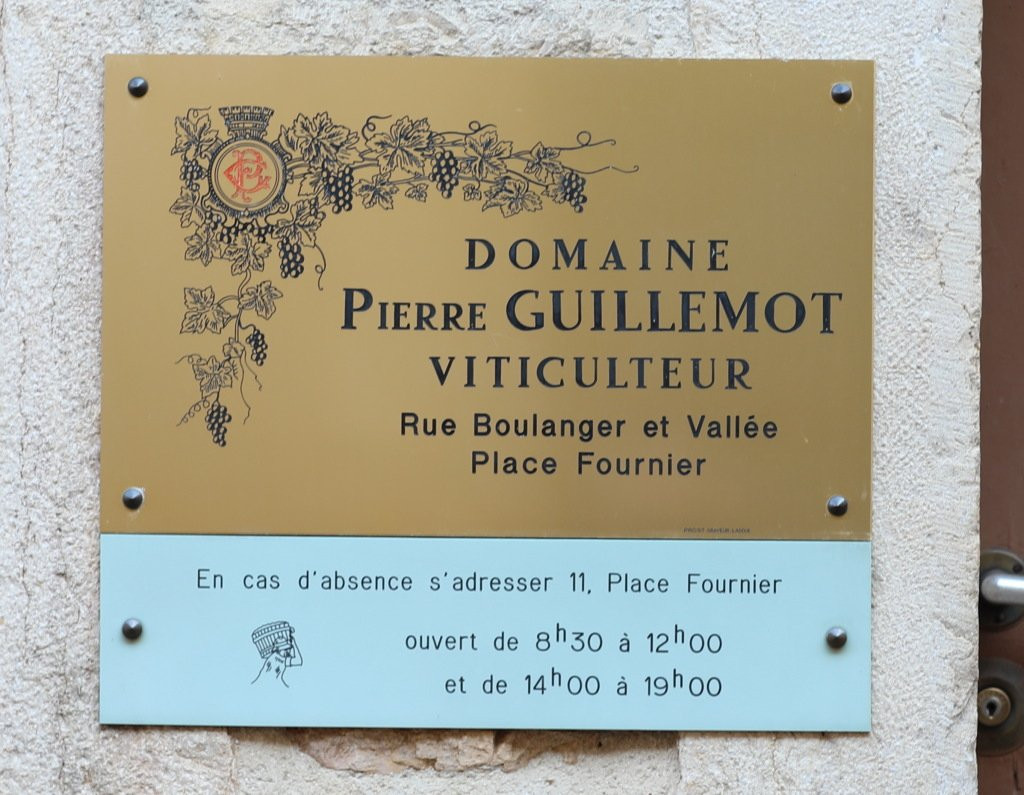 DOMAINE
PIERRE GUILLEMOT
VITICULTEUR
Rue Boulanger et Vallée
Place Fournier
En cas d'absence s'adresser 11, Place Fournier
ouvert de 8h30 à 12h00
et de 14h00 à 19h00